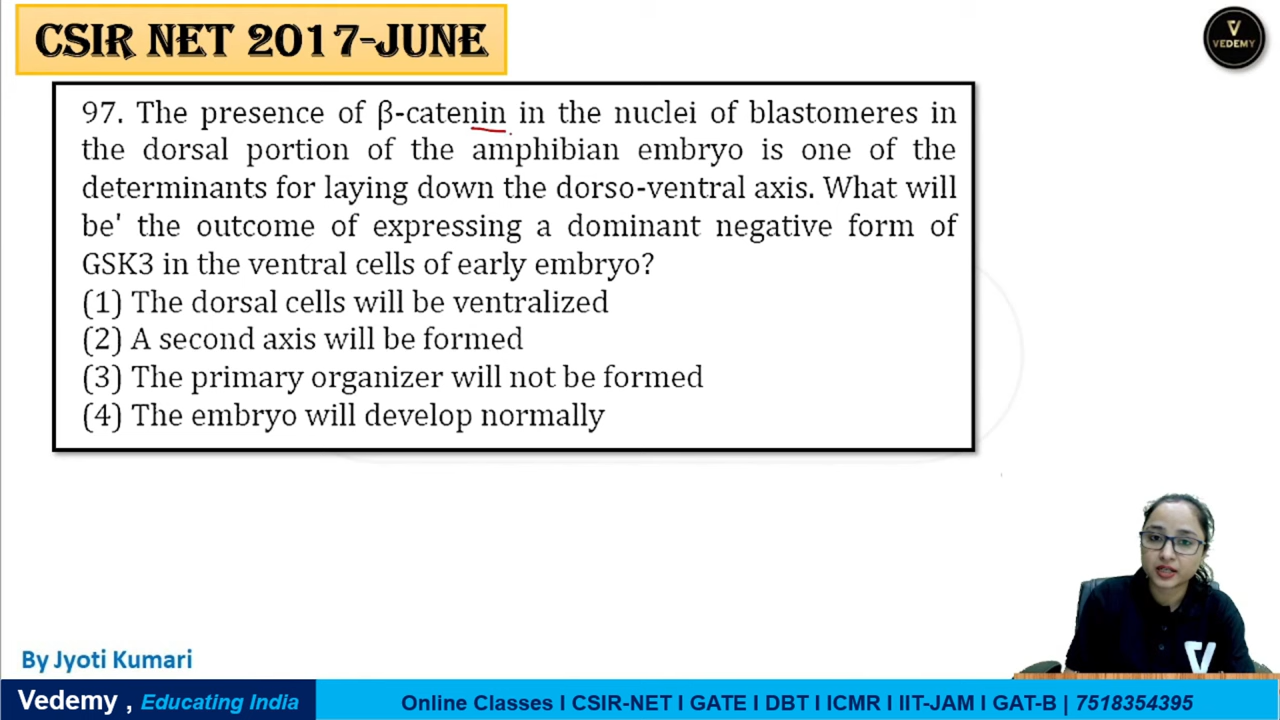 CSIR NET 2017-JUNE
VEDEMY
97. The presence of β-catenin in the nuclei of blastomeres in
the dorsal portion of the amphibian embryo is one of the
determinants for laying down the dorso-ventral axis. What will
be' the outcome of expressing a dominant negative form of
GSK3 in the ventral cells of early embryo?
(1) The dorsal cells will be ventralized
(2) A second axis will be formed
(3) The primary organizer will not be formed
(4) The embryo will develop normally
By Jyoti Kumari
Vedemy , Educating India
Online Classes I CSIR-NET I GATE I DBT I ICMR I IIT-JAM I GAT-B | 7518354395